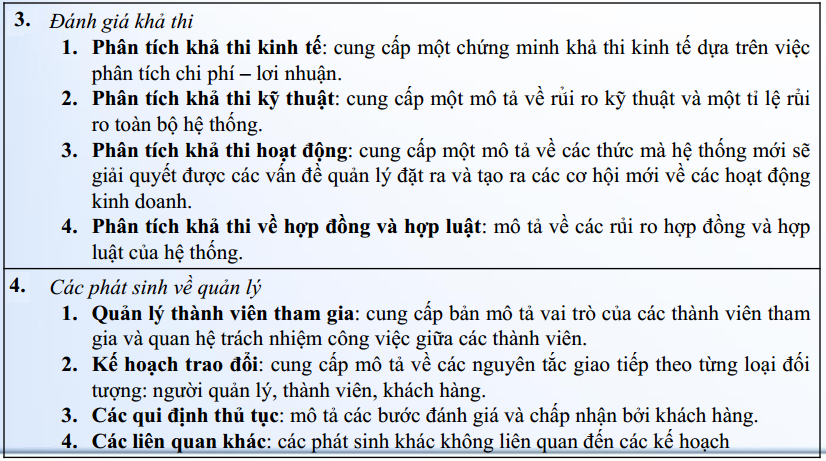 3. Đánh giá khả thi
1. Phân tích khả thi kinh tế: cung cấp một chứng minh khả thi kinh tế dựa trên việc
phân tích chi phí – lơi nhuận.
2. Phân tích khả thi kỹ thuật: cung cấp một mô tả về rủi ro kỹ thuật và một tỉ lệ rủi
ro toàn bộ hệ thống.
3. Phân tích khả thi hoạt động: cung cấp một mô tả về các thức mà hệ thống mới sẽ
giải quyết được các vấn đề quản lý đặt ra và tạo ra các cơ hội mới về các hoạt động
kinh doanh.
4. Phân tích khả thi về hợp đồng và hợp luật: mô tả về các rủi ro hợp đồng và hợp
luật của hệ thống.
4. Các phát sinh về quản lý
1. Quản lý thành viên tham gia: cung cấp bản mô tả vai trò của các thành viên tham
gia và quan hệ trách nhiệm công việc giữa các thành viên.
2. Kế hoạch trao đổi: cung cấp mô tả về các nguyên tắc giao tiếp theo từng loại đối
tượng: người quản lý, thành viên, khách hàng.
3. Các qui định thủ tục: mô tả các bước đánh giá và chấp nhận bởi khách hàng.
4. Các liên quan khác: các phát sinh khác không liên quan đến các kế hoạch